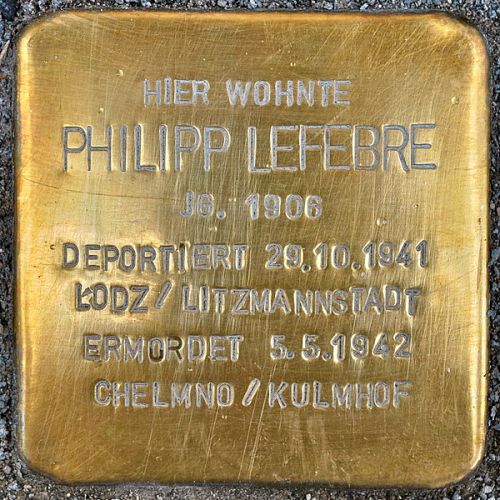 HIER WOHNTE
PHILIPP LEFEBRE
JG. 1906
DEPORTIERT 29.10.1941
ŁODZ / LITZMANNSTADT
ERMORDET 5.5.1942
CHELMNO / KULMHOF